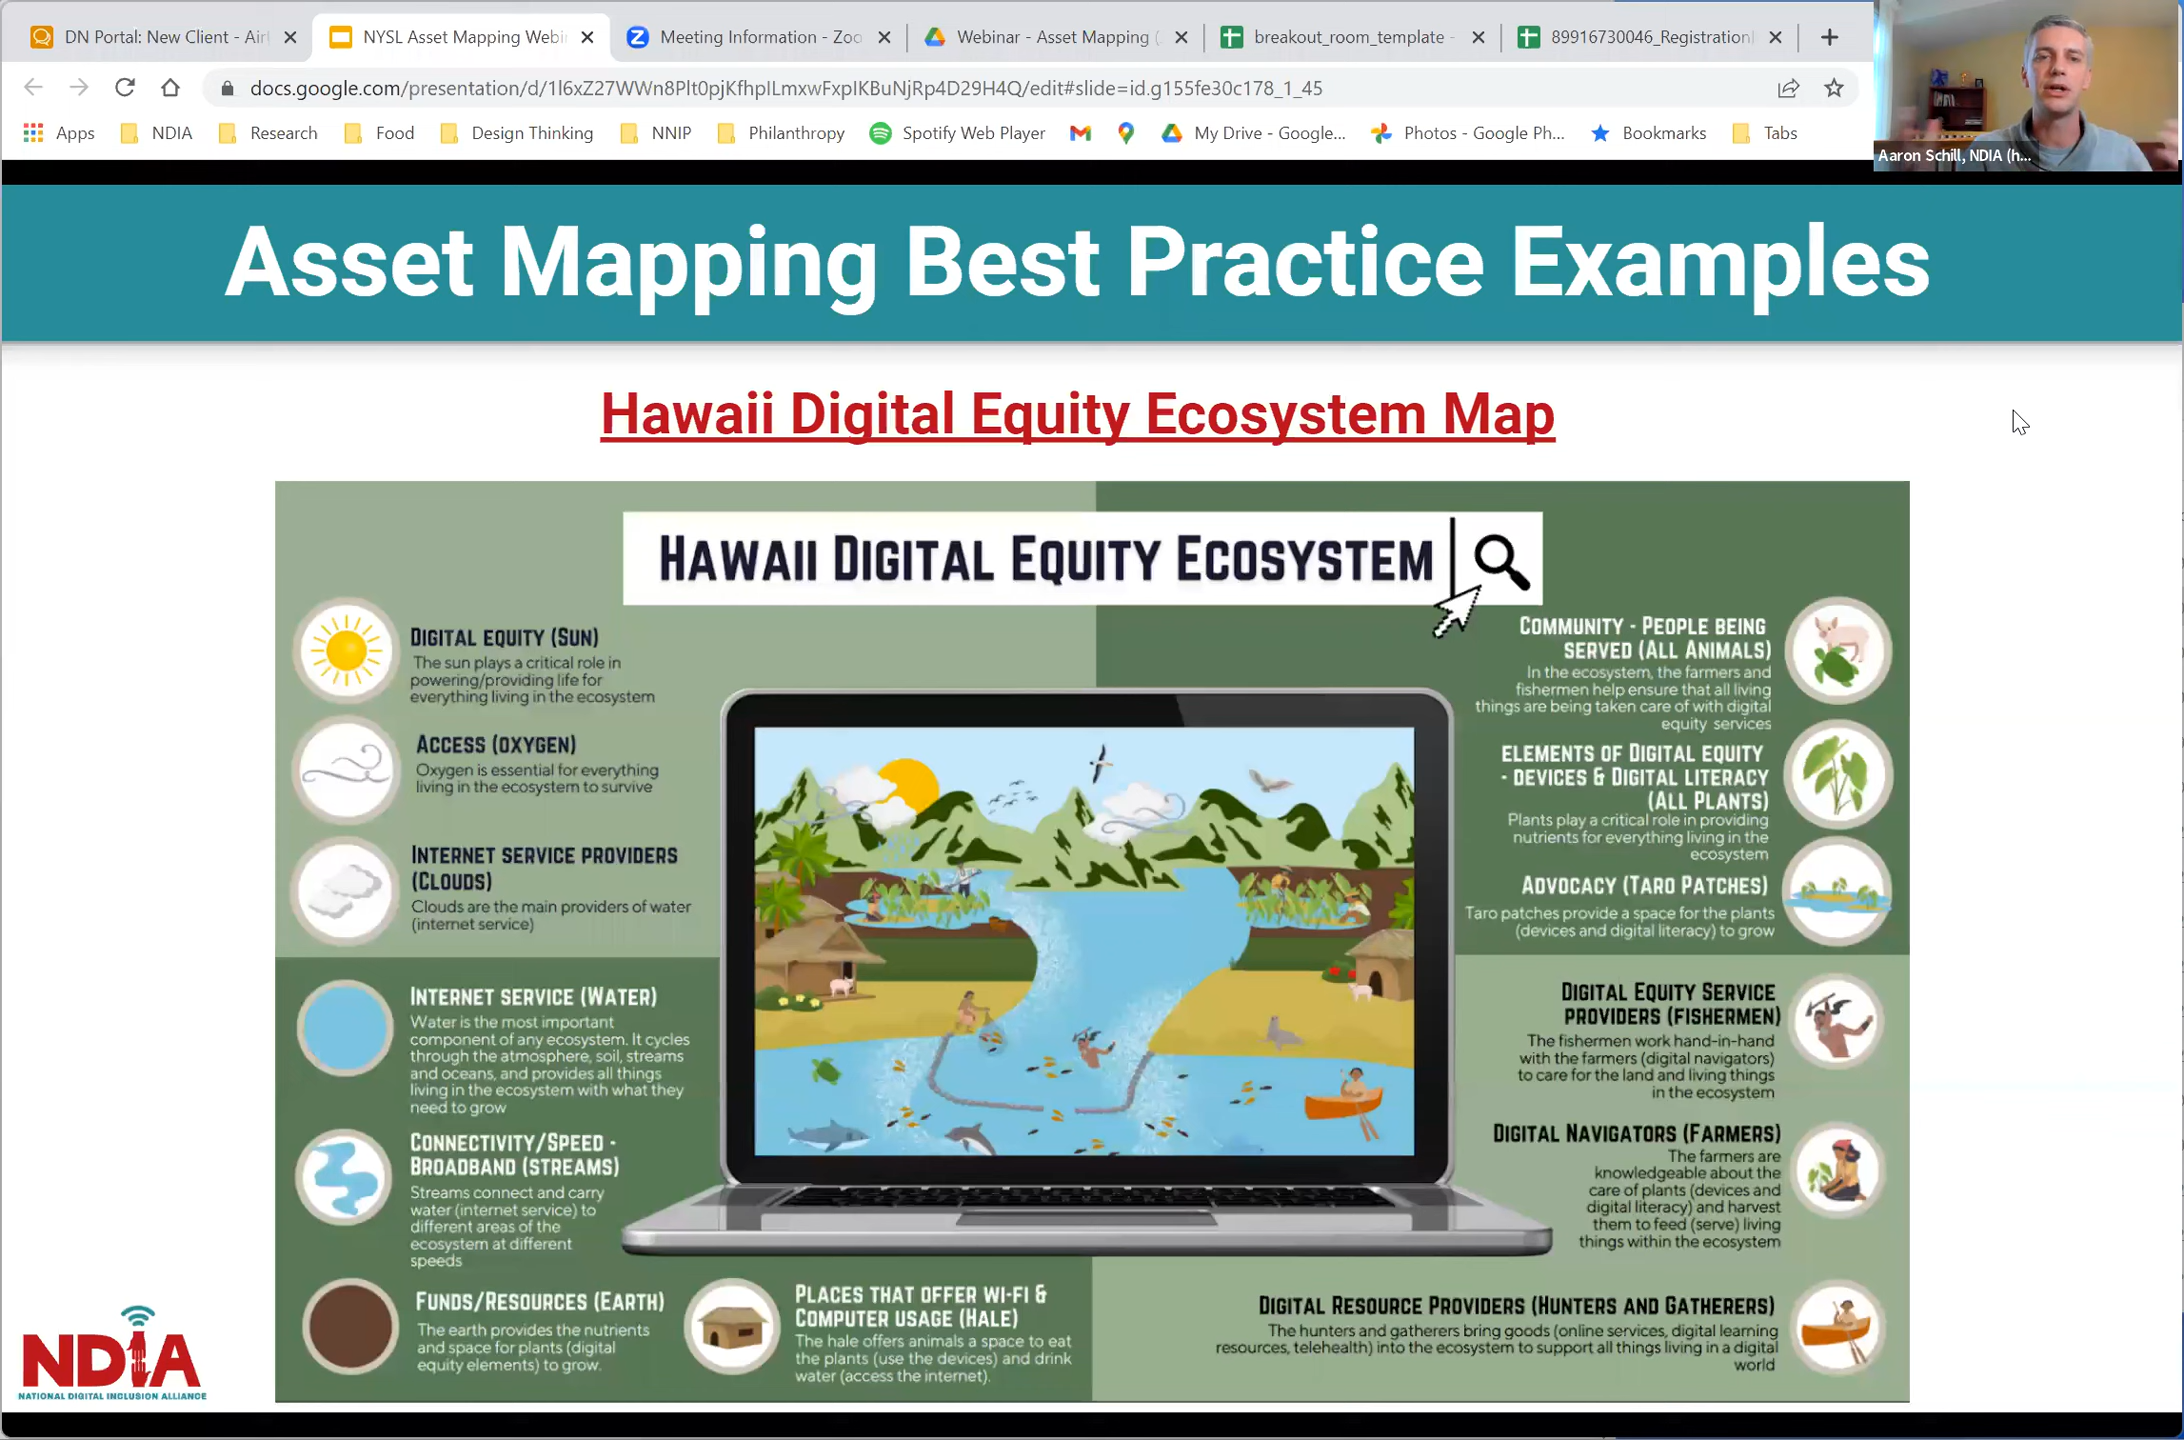 DN Portal: New Client - Air
NYSL Asset Mapping Webi
Meeting Information - Zoo
Webinar - Asset Mapping (
breakout_room_template -
89916730046_Registration
docs.google.com/presentation/d/1l6xZ27WWn8Plt0pjKfhpILmxwFxpIKBuNjRp4D29H4Q/edit#slide=id.g155fe30c178_1_45
Apps
NDIA
Research
Food
Design Thinking
NNIP
Philanthropy
Spotify Web Player
My Drive - Google...
Photos - Google Ph...
Bookmarks
Tabs
Aaron Schill, NDIA (h...
Asset Mapping Best Practice Examples
Hawaii Digital Equity Ecosystem Map
HAWAII DIGITAL EQUITY ECOSYSTEM
DIGITAL EQUITY (SUN)
The sun plays a critical role in
powering/providing life for
everything living in the ecosystem
ACCESS (OXYGEN)
Oxygen is essential for everything
living in the ecosystem to survive
INTERNET SERVICE PROVIDERS
(CLOUDS)
Clouds are the main providers of water
(internet service)
INTERNET SERVICE (WATER)
Water is the most important
component of any ecosystem. It cycles
through the atmosphere, soil, streams
and oceans, and provides all things
living in the ecosystem with what they
need to grow
CONNECTIVITY/SPEED -
BROADBAND (STREAMS)
Streams connect and carry
water (internet service) to
different areas of the
ecosystem at different
speeds
FUNDS/RESOURCES (EARTH)
The earth provides the nutrients
and space for plants (digital
equity elements) to grow.
PLACES THAT OFFER WI-FI &
COMPUTER USAGE (HALE)
The hale offers animals a space to eat
the plants (use the devices) and drink
water (access the internet).
COMMUNITY - PEOPLE BEING
SERVED (ALL ANIMALS)
In the ecosystem, the farmers and
fishermen help ensure that all living
things are being taken care of with digital
equity services
ELEMENTS OF DIGITAL EQUITY
- DEVICES & DIGITAL LITERACY
(ALL PLANTS)
Plants play a critical role in providing
nutrients for everything living in the
ecosystem
ADVOCACY (TARO PATCHES)
Taro patches provide a space for the plants
(devices and digital literacy) to grow
DIGITAL EQUITY SERVICE
PROVIDERS (FISHERMEN)
The fishermen work hand-in-hand
with the farmers (digital navigators)
to care for the land and living things
in the ecosystem
DIGITAL NAVIGATORS (FARMERS)
The farmers are
knowledgeable about the
care of plants (devices and
digital literacy) and harvest
them to feed (serve) living
things within the ecosystem
DIGITAL RESOURCE PROVIDERS (HUNTERS AND GATHERERS)
The hunters and gatherers bring goods (online services, digital learning
resources, telehealth) into the ecosystem to support all things living in a digital
world
NDIA
NATIONAL DIGITAL INCLUSION ALLIANCE